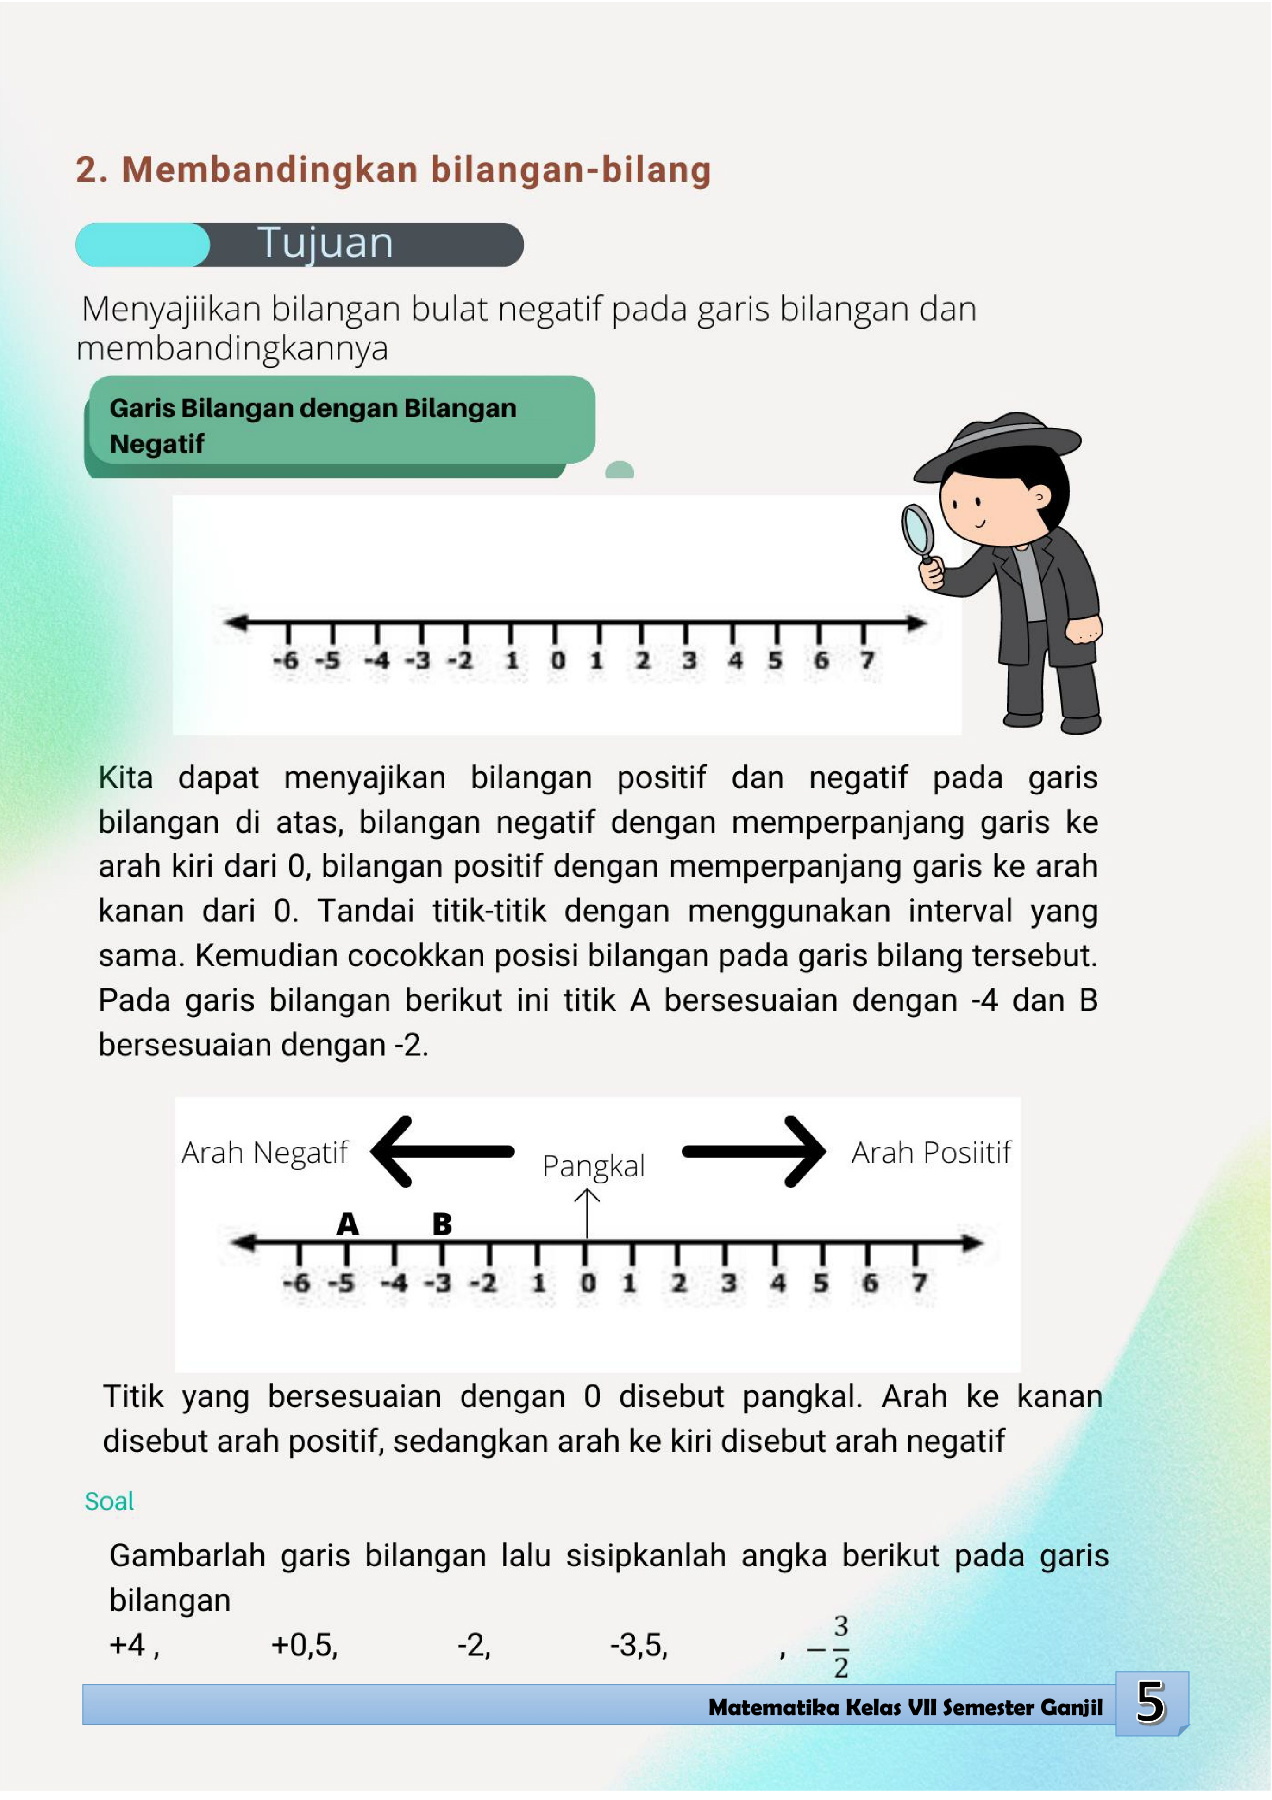 2. Membandingkan bilangan-bilang
Tujuan
Menyajiikan bilangan bulat negatif pada garis bilangan dan
membandingkannya
Garis Bilangan dengan Bilangan
Negatif
-6 -5 -4 -3 -2 1 0 1 2 3 4 5 6 7
Kita dapat menyajikan bilangan positif dan negatif pada garis
bilangan di atas, bilangan negatif dengan memperpanjang garis ke
arah kiri dari 0, bilangan positif dengan memperpanjang garis ke arah
kanan dari 0. Tandai titik-titik dengan menggunakan interval yang
sama. Kemudian cocokkan posisi bilangan pada garis bilang tersebut.
Pada garis bilangan berikut ini titik A bersesuaian dengan -4 dan B
bersesuaian dengan -2.
Arah Negatif Pangkal Arah Posiitif
A B
-6 -5 -4 -3 -2 1 0 1 2 3 4 5 6 7
Titik yang bersesuaian dengan 0 disebut pangkal. Arah ke kanan
disebut arah positif, sedangkan arah ke kiri disebut arah negatif
Soal
Gambarlah garis bilangan lalu sisipkanlah angka berikut pada garis
bilangan
+4 , +0,5, -2, -3,5, , −3/2
Matematika Kelas VII Semester Ganjil 5